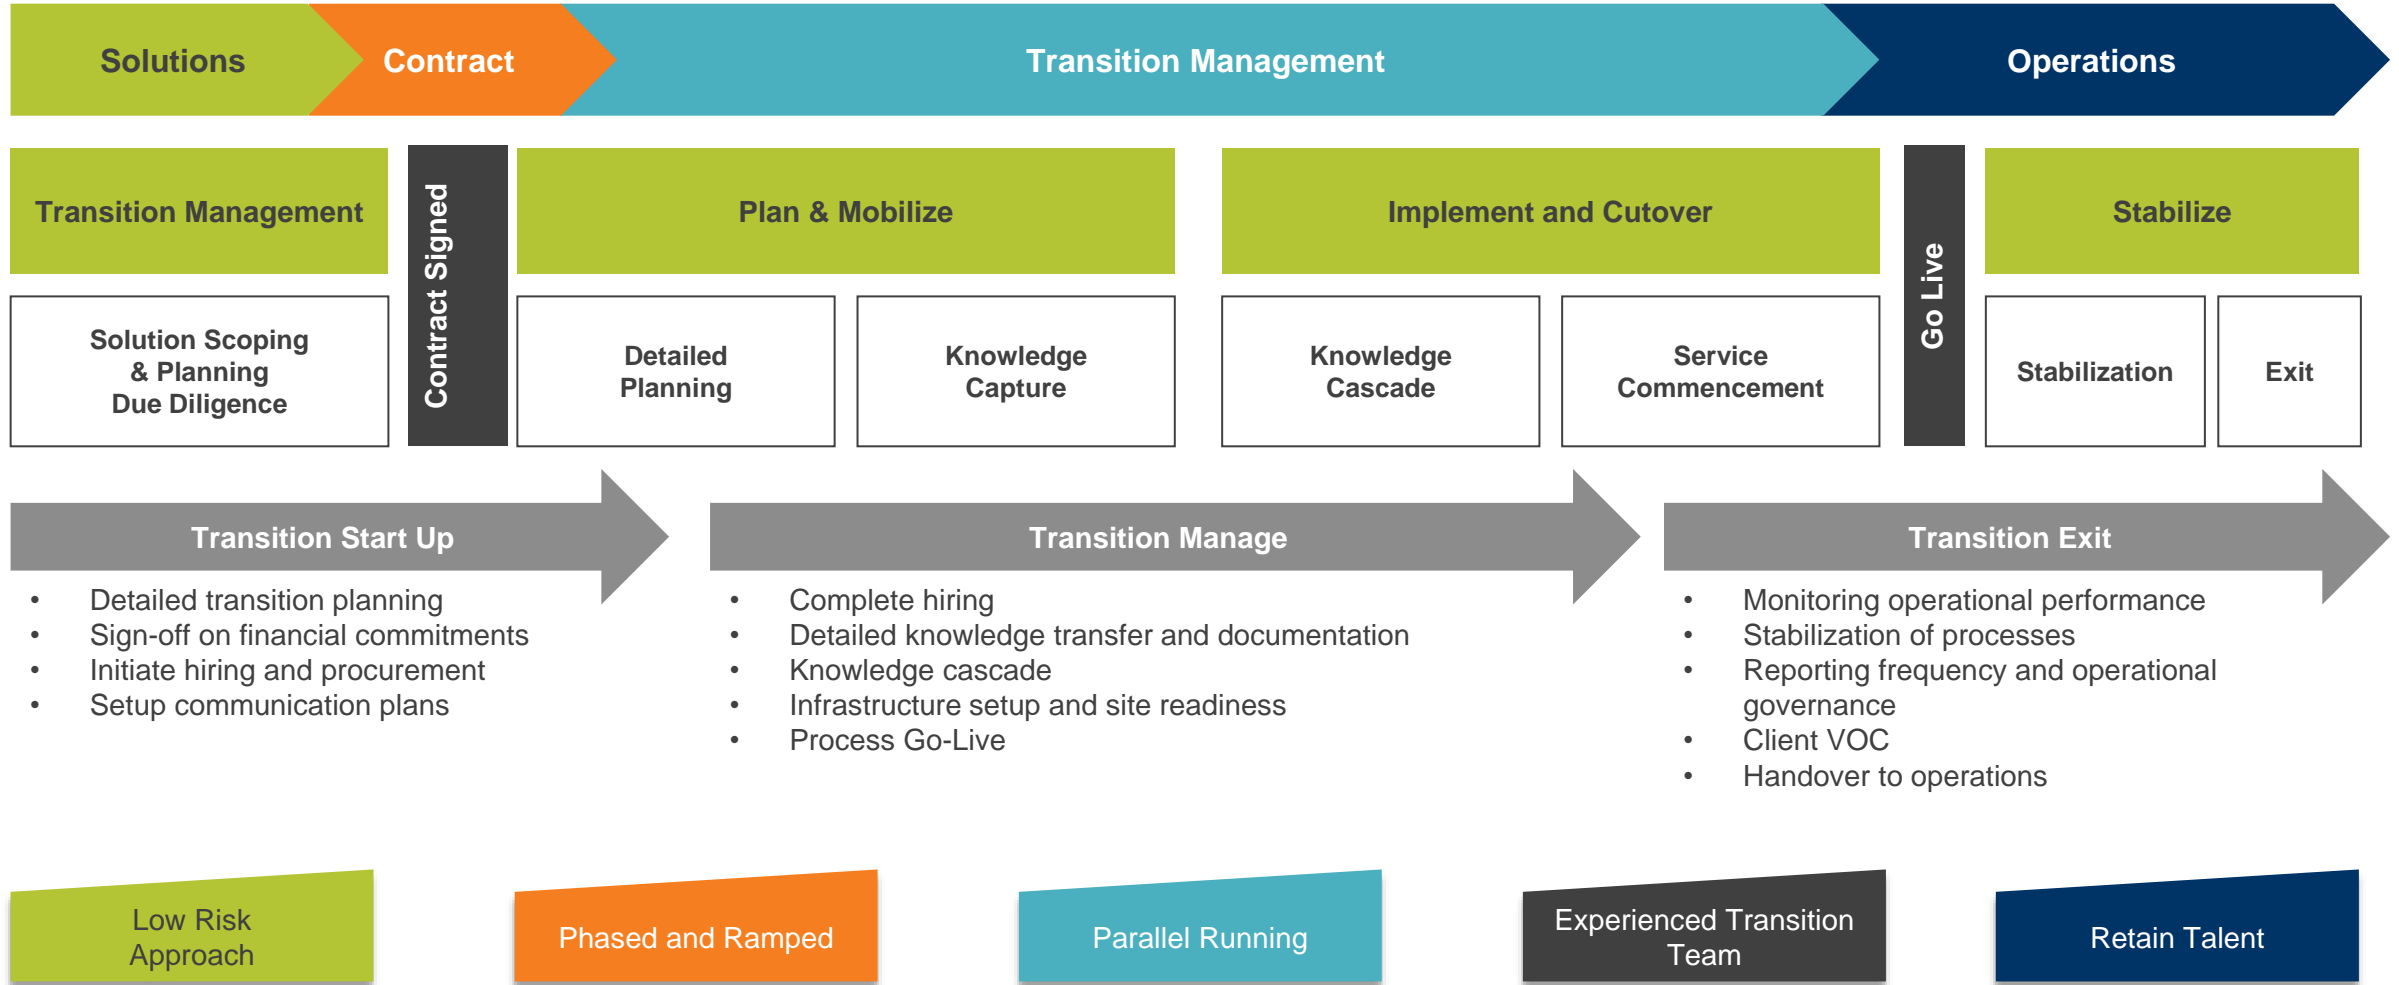 Solutions
Contract
Transition Management
Operations
Transition Management
Contract Signed
Plan & Mobilize
Implement and Cutover
Go Live
Stabilize
Solution Scoping
& Planning
Due Diligence
Detailed
Planning
Knowledge
Capture
Knowledge
Cascade
Service
Commencement
Stabilization
Exit
Transition Start Up
• Detailed transition planning
• Sign-off on financial commitments
• Initiate hiring and procurement
• Setup communication plans
Transition Manage
• Complete hiring
• Detailed knowledge transfer and documentation
• Knowledge cascade
• Infrastructure setup and site readiness
• Process Go-Live
Transition Exit
• Monitoring operational performance
• Stabilization of processes
• Reporting frequency and operational
governance
• Client VOC
• Handover to operations
Low Risk
Approach
Phased and Ramped
Parallel Running
Experienced Transition
Team
Retain Talent